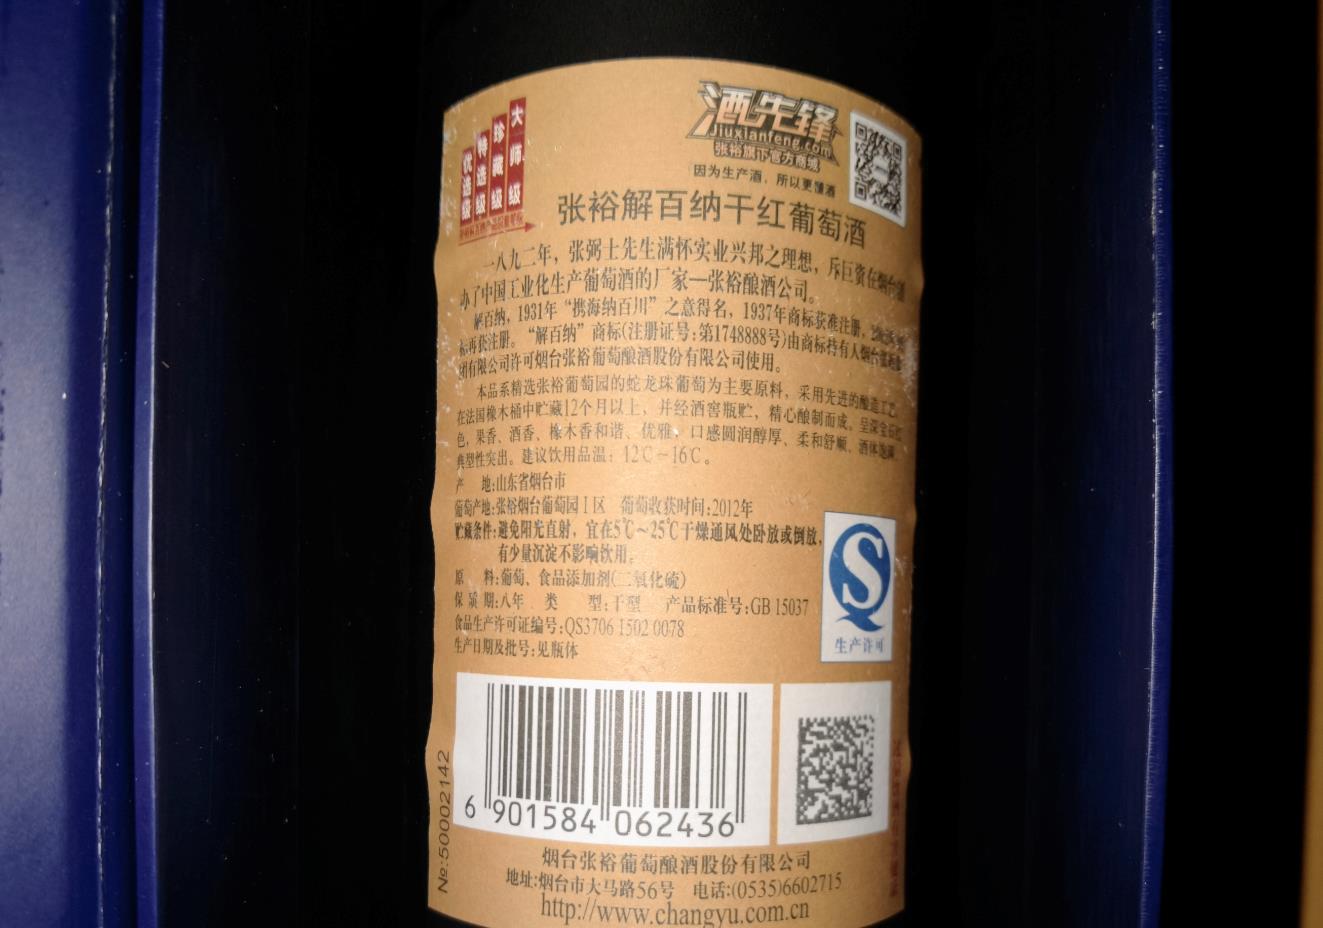 大师级
珍藏级
特选级
优选级
酒先锋
Jiuxianfeng.com
张裕旗下官方商城
因为生产酒，所以更懂酒
张裕解百纳干红葡萄酒
一八九二年，张弼士先生满怀实业兴邦之理想，斥巨资在烟台创
办了中国工业化生产葡萄酒的厂家—张裕酿酒公司。
解百纳，1931年“携海纳百川”之意得名，1937年商标获准注册，
标再获注册。“解百纳”商标(注册证号:第1748888号)由商标持有人烟台张裕集
团有限公司许可烟台张裕葡萄酿酒股份有限公司使用。
本品系精选张裕葡萄园的蛇龙珠葡萄为主要原料，采用先进的酿造工艺，
在法国橡木桶中贮藏12个月以上，并经酒窖瓶贮，精心酿制而成。呈深宝石红
色，果香、酒香、橡木香和谐、优雅，口感圆润醇厚、柔和舒顺、酒体饱满，
典型性突出。建议饮用品温：12℃－16℃。
产 地:山东省烟台市
葡萄产地:张裕烟台葡萄园Ⅰ区 葡萄收获时间:2012年
贮藏条件:避免阳光直射，宜在5℃～25℃干燥通风处卧放或倒放，
有少量沉淀不影响饮用。
原 料:葡萄、食品添加剂(二氧化硫)
保 质 期:八年 类 型:干型 产品标准号:GB 15037
食品生产许可证编号:QS3706 1502 0078
生产日期及批号:见瓶体
生产许可
6 901584 062436
№:50002142
烟台张裕葡萄酿酒股份有限公司
地址:烟台市大马路56号 电话:(0535)6602715
http://www.changyu.com.cn